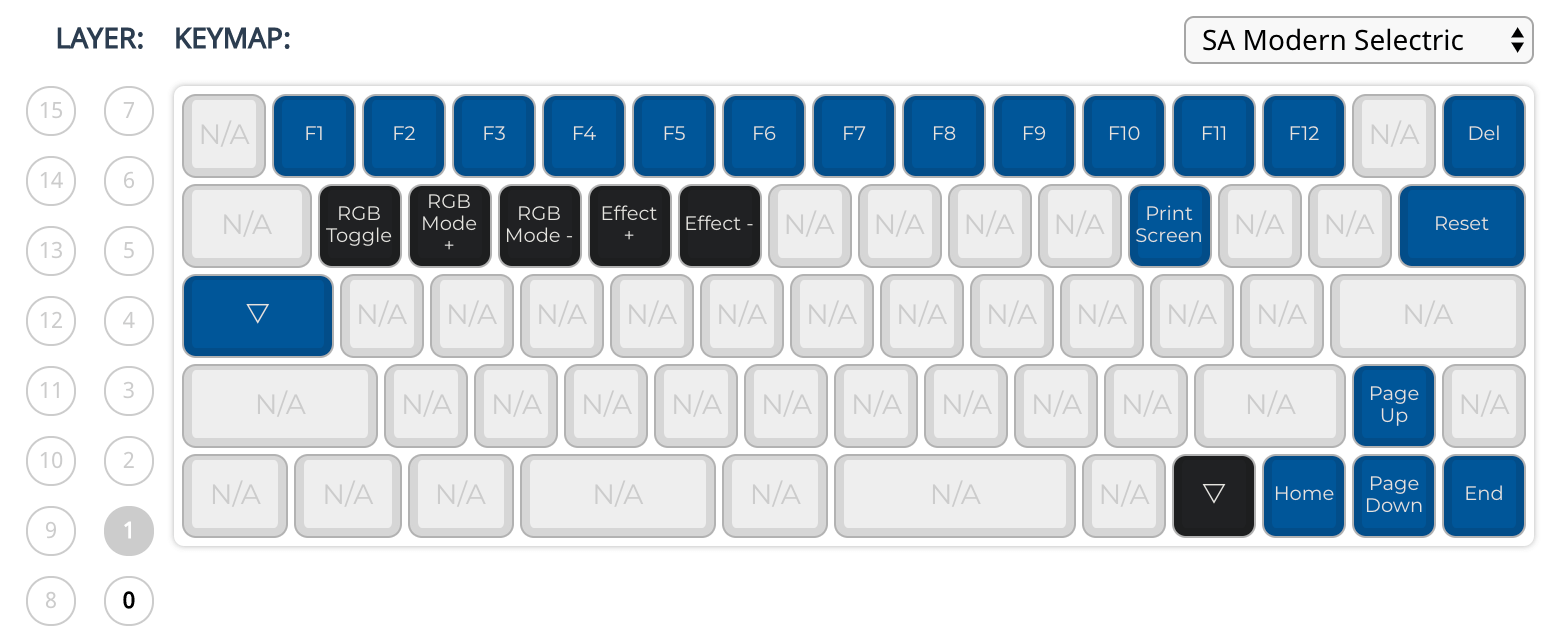 LAYER: KEYMAP: SA Modern Selectric
15 7
N/A F1 F2 F3 F4 F5 F6 F7 F8 F9 F10 F11 F12 N/A Del
14 6
N/A RGB Toggle RGB Mode + RGB Mode - Effect + Effect - N/A N/A N/A N/A Print Screen N/A N/A Reset
13 5
12 4
▽ N/A N/A N/A N/A N/A N/A N/A N/A N/A N/A N/A N/A
11 3
N/A N/A N/A N/A N/A N/A N/A N/A N/A N/A N/A Page Up N/A
10 2
N/A N/A N/A N/A N/A N/A N/A ▽ Home Page Down End
9 1
8 0